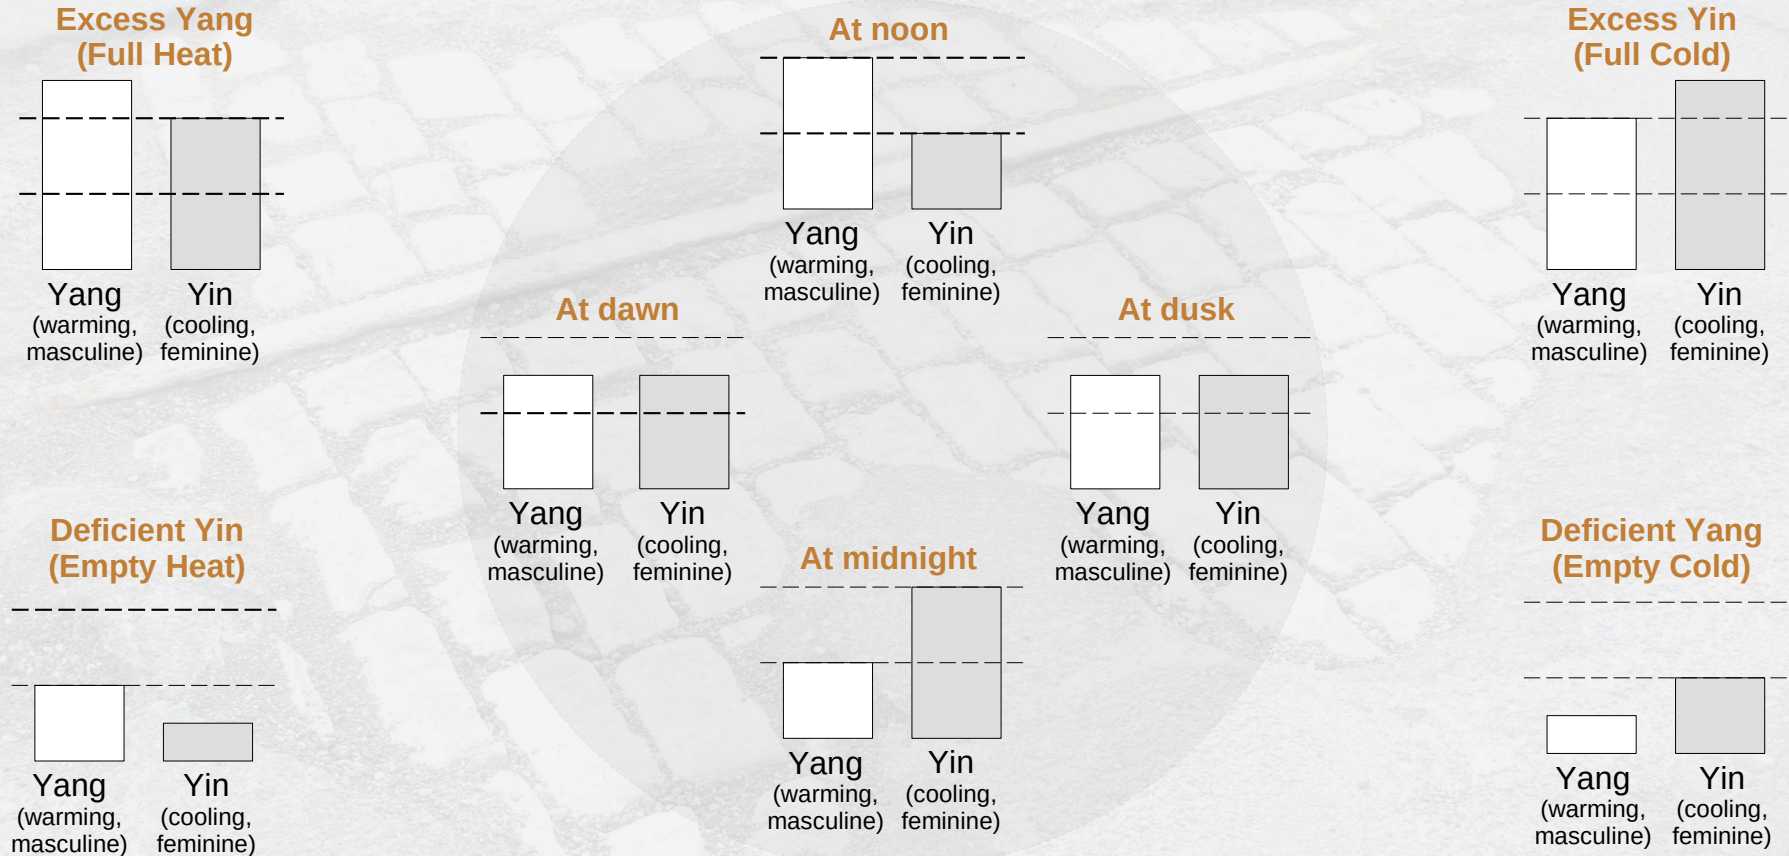 Excess Yang
(Full Heat)
Yang
(warming,
masculine)
Yin
(cooling,
feminine)
At noon
Yang
(warming,
masculine)
Yin
(cooling,
feminine)
Excess Yin
(Full Cold)
Yang
(warming,
masculine)
Yin
(cooling,
feminine)
At dawn
Yang
(warming,
masculine)
Yin
(cooling,
feminine)
At dusk
Yang
(warming,
masculine)
Yin
(cooling,
feminine)
Deficient Yin
(Empty Heat)
Yang
(warming,
masculine)
Yin
(cooling,
feminine)
At midnight
Yang
(warming,
masculine)
Yin
(cooling,
feminine)
Deficient Yang
(Empty Cold)
Yang
(warming,
masculine)
Yin
(cooling,
feminine)